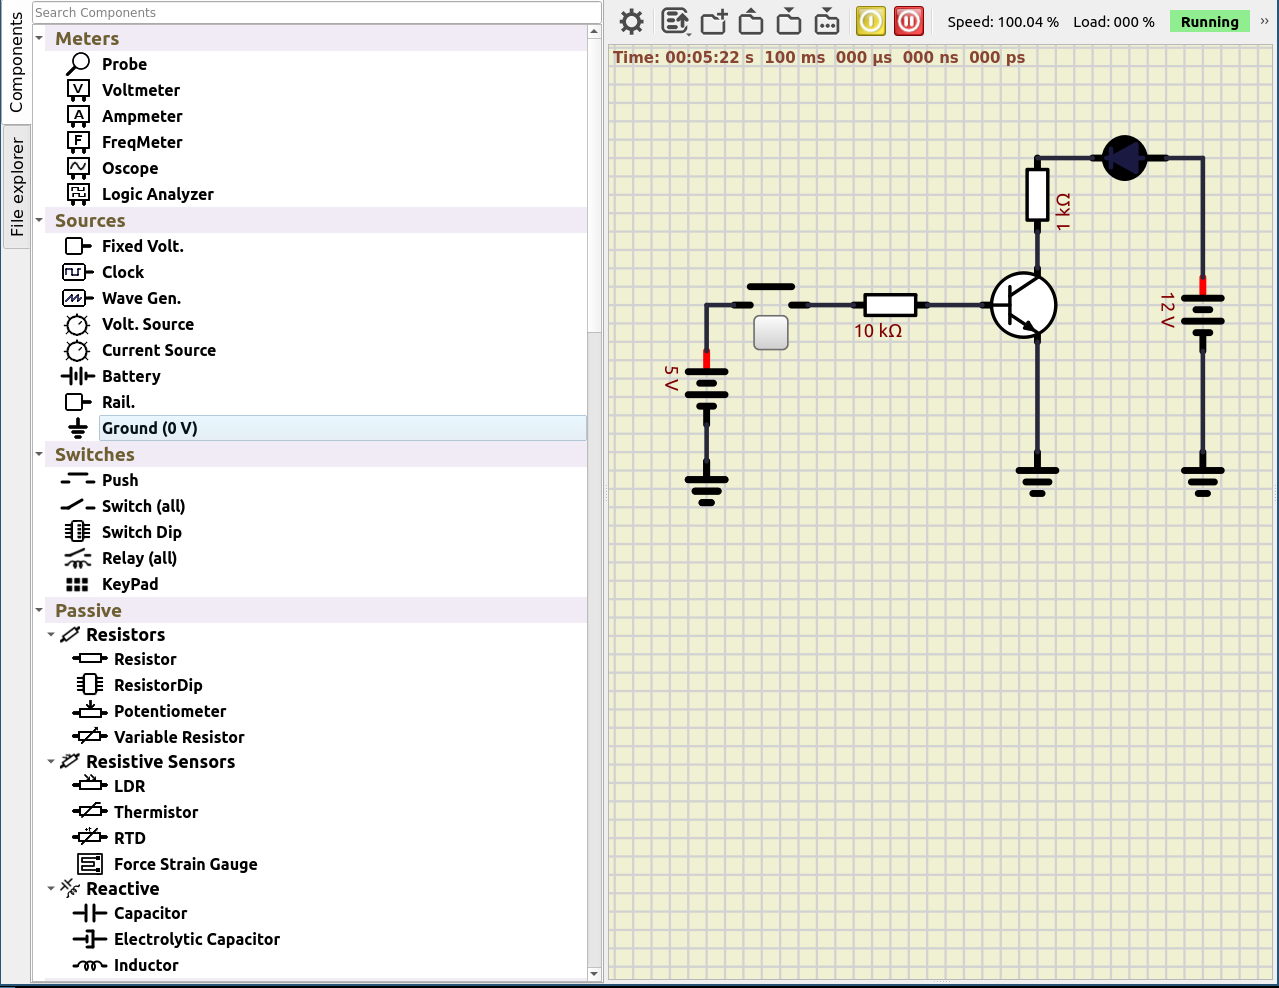 Components
File explorer
Search Components
Meters
Probe
Voltmeter
Ampmeter
FreqMeter
Oscope
Logic Analyzer
Sources
Fixed Volt.
Clock
Wave Gen.
Volt. Source
Current Source
Battery
Rail.
Ground (0 V)
Switches
Push
Switch (all)
Switch Dip
Relay (all)
KeyPad
Passive
Resistors
Resistor
ResistorDip
Potentiometer
Variable Resistor
Resistive Sensors
LDR
Thermistor
RTD
Force Strain Gauge
Reactive
Capacitor
Electrolytic Capacitor
Inductor
Speed: 100.04 % Load: 000 % Running »
Time: 00:05:22 s 100 ms 000 µs 000 ns 000 ps
1 kΩ
12 V
10 kΩ
5 V
V
A
F